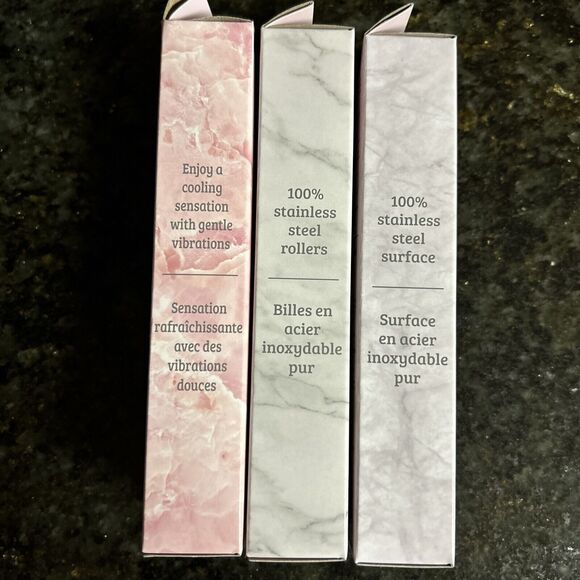 Enjoy a
cooling
sensation
with gentle
vibrations
Sensation
rafraîchissante
avec des
vibrations
douces
100%
stainless
steel
rollers
Billes en
acier
inoxydable
pur
100%
stainless
steel
surface
Surface
en acier
inoxydable
pur